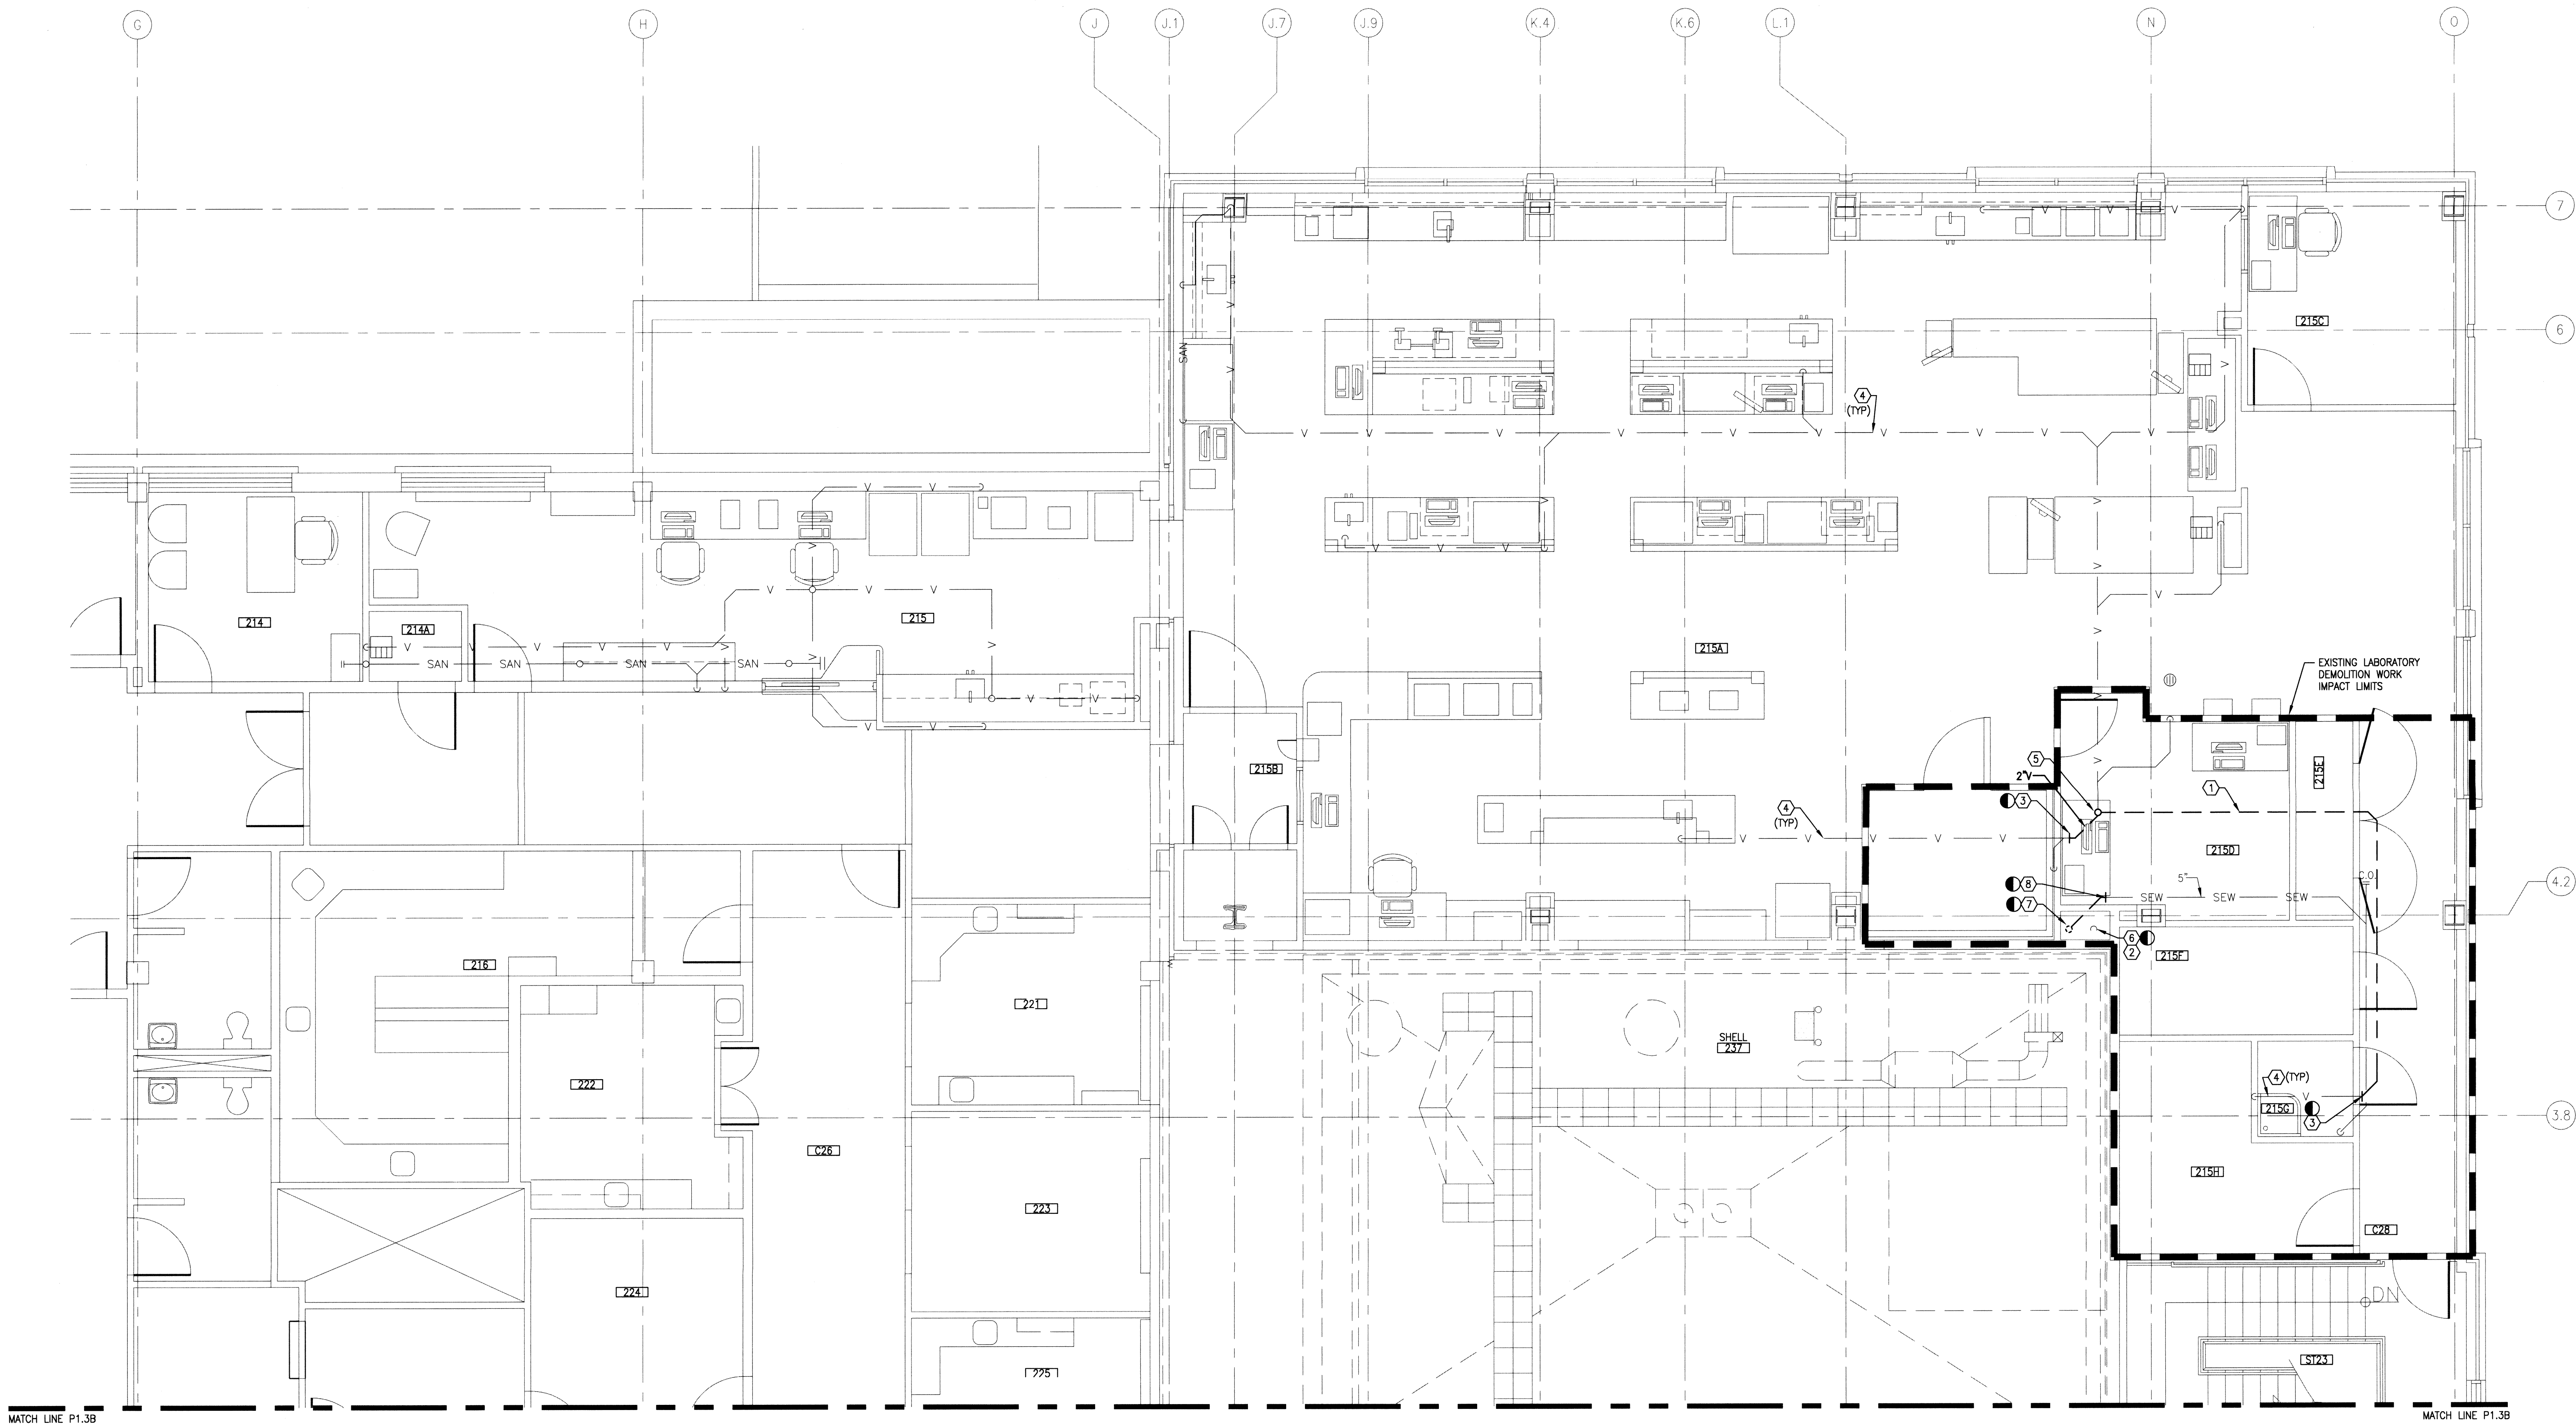 G
H
J
J.1
J.7
J.9
K.4
K.6
L.1
N
O
7
V V V V
6
215C
SAN
V
V
V
4
(TYP)
V V V V V V V V V V V
V V
V
V
V
V V V
V V V
V
V
214
214A
215
V
V V V V V
SAN SAN SAN SAN
V
V V
V V
215A
EXISTING LABORATORY
DEMOLITION WORK
IMPACT LIMITS
V
215B
5
2"V
3
1
215E
4
(TYP)
V V V V V
215D
C.O.
4.2
8
5"
SEW SEW SEW
7
6
2
215F
216
221
SHELL
237
222
4 (TYP)
V
215G
3
3.8
C26
215H
223
C28
224
DN
ST23
225
MATCH LINE P1.3B
MATCH LINE P1.3B